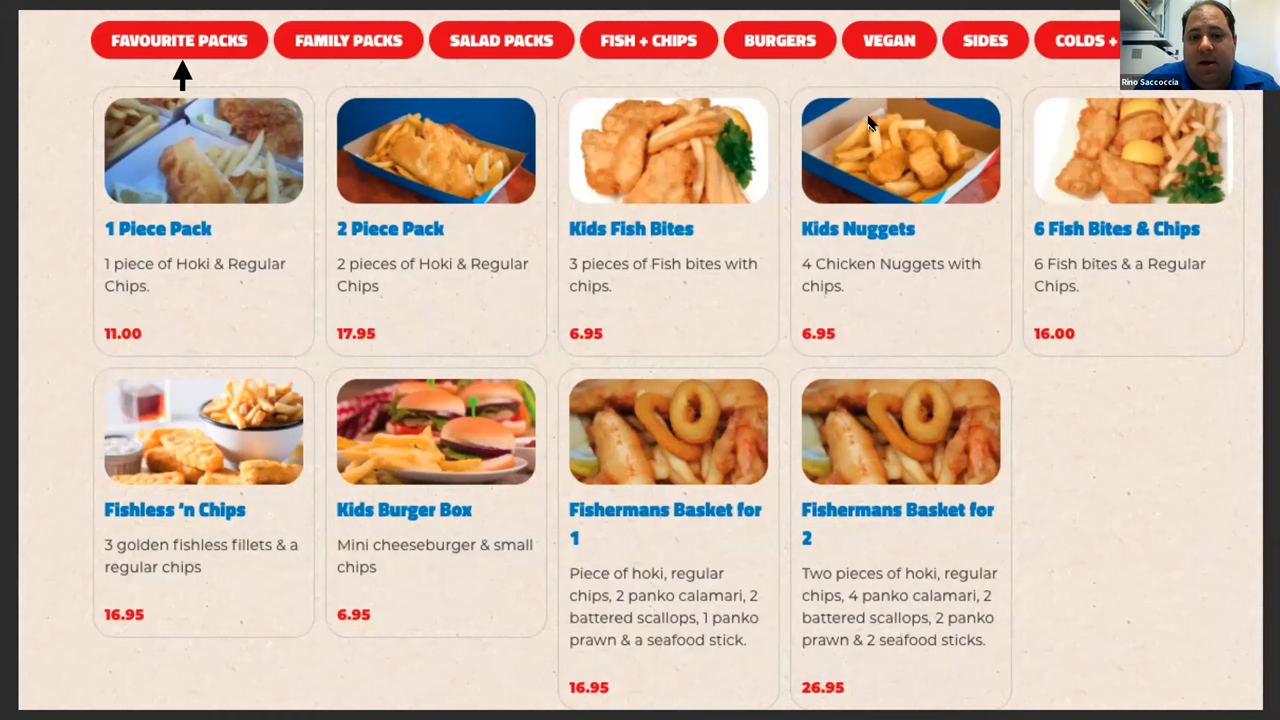 FAVOURITE PACKS
FAMILY PACKS
SALAD PACKS
FISH + CHIPS
BURGERS
VEGAN
SIDES
COLDS +
Rino Saccoccia
1 Piece Pack
1 piece of Hoki & Regular
Chips.
11.00
2 Piece Pack
2 pieces of Hoki & Regular
Chips
17.95
Kids Fish Bites
3 pieces of Fish bites with
chips.
6.95
Kids Nuggets
4 Chicken Nuggets with
chips.
6.95
6 Fish Bites & Chips
6 Fish bites & a Regular
Chips.
16.00
Fishless 'n Chips
3 golden fishless fillets & a
regular chips
16.95
Kids Burger Box
Mini cheeseburger & small
chips
6.95
Fishermans Basket for
1
Piece of hoki, regular
chips, 2 panko calamari, 2
battered scallops, 1 panko
prawn & a seafood stick.
16.95
Fishermans Basket for
2
Two pieces of hoki, regular
chips, 4 panko calamari, 2
battered scallops, 2 panko
prawn & 2 seafood sticks.
26.95